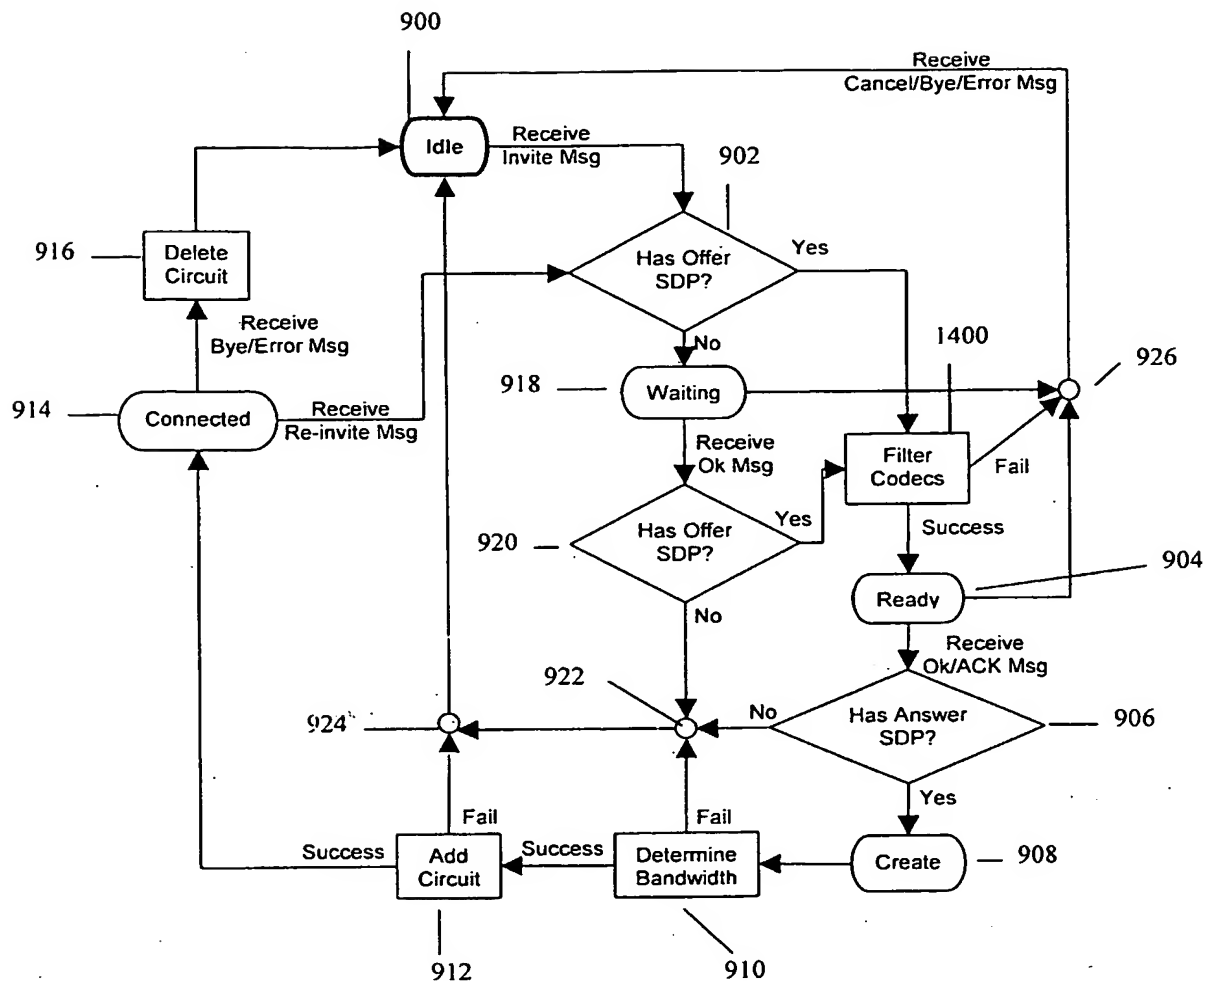 900
Receive
Cancel/Bye/Error Msg
Idle
Receive
Invite Msg
902
916
Delete
Circuit
Has Offer
SDP?
Yes
Receive
Bye/Error Msg
No
1400
926
918
Waiting
914
Connected
Receive
Re-invite Msg
Receive
Ok Msg
Filter
Codecs
Fail
920
Has Offer
SDP?
Yes
Success
904
Ready
No
Receive
Ok/ACK Msg
922
924
No
Has Answer
SDP?
906
Yes
Fail
Fail
Success
Add
Circuit
Success
Determine
Bandwidth
Create
908
912
910